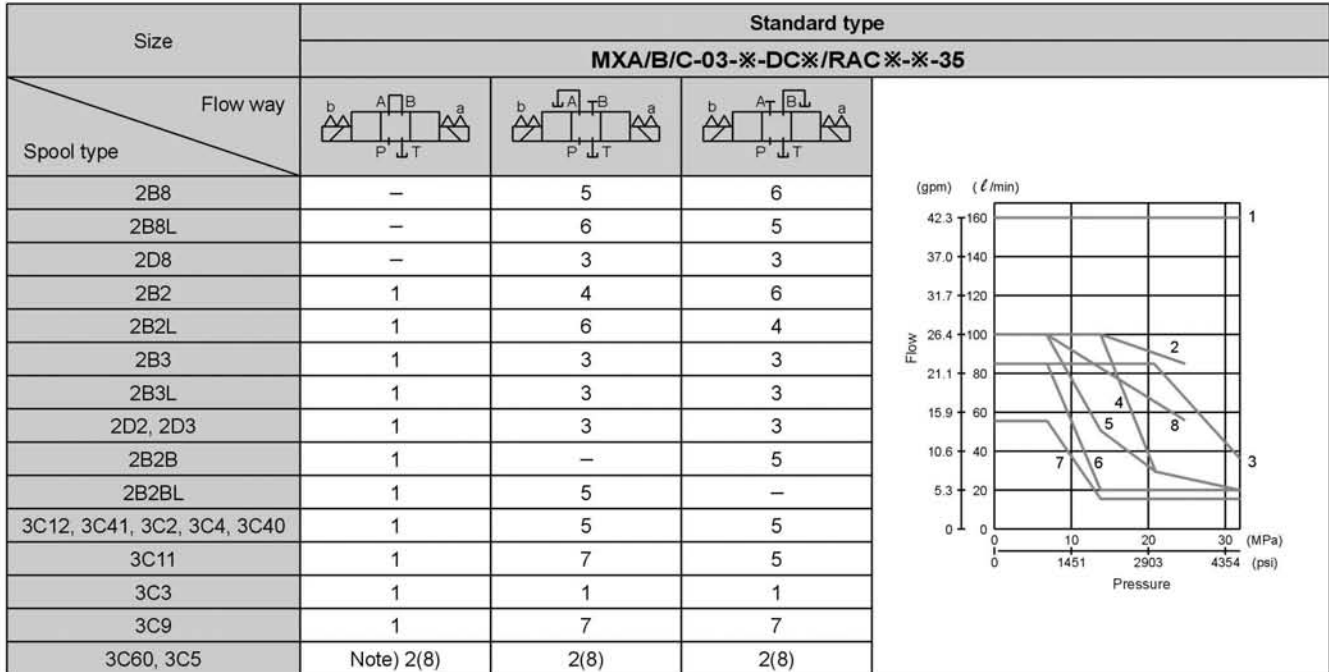 Size
Standard type
MXA/B/C-03-※-DC※/RAC※-※-35
Flow way
Spool type
b A B a
P T
b A B a
P T
b A B a
P T
2B8 – 5 6
2B8L – 6 5
2D8 – 3 3
2B2 1 4 6
2B2L 1 6 4
2B3 1 3 3
2B3L 1 3 3
2D2, 2D3 1 3 3
2B2B 1 – 5
2B2BL 1 5 –
3C12, 3C41, 3C2, 3C4, 3C40 1 5 5
3C11 1 7 5
3C3 1 1 1
3C9 1 7 7
3C60, 3C5 Note) 2(8) 2(8) 2(8)
(gpm) (ℓ/min)
42.3 160 1
37.0 140
31.7 120
26.4 100
2
Flow
21.1 80
4
15.9 60
5 8
10.6 40
7 6 3
5.3 20
0 0
0 10 20 30 (MPa)
0 1451 2903 4354 (psi)
Pressure